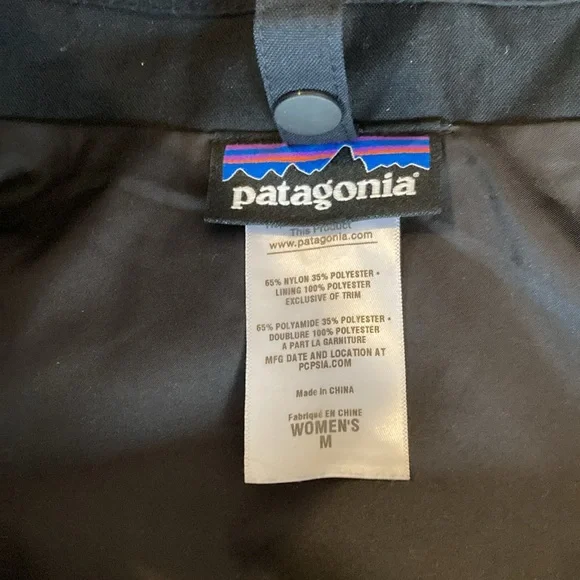 patagonia®
This Product
www.patagonia.com
65% NYLON 35% POLYESTER •
LINING 100% POLYESTER
EXCLUSIVE OF TRIM
65% POLYAMIDE 35% POLYESTER •
DOUBLURE 100% POLYESTER
A PART LA GARNITURE
MFG DATE AND LOCATION AT
PCPSIA.COM
Made in CHINA
Fabriqué EN CHINE
WOMEN'S
M